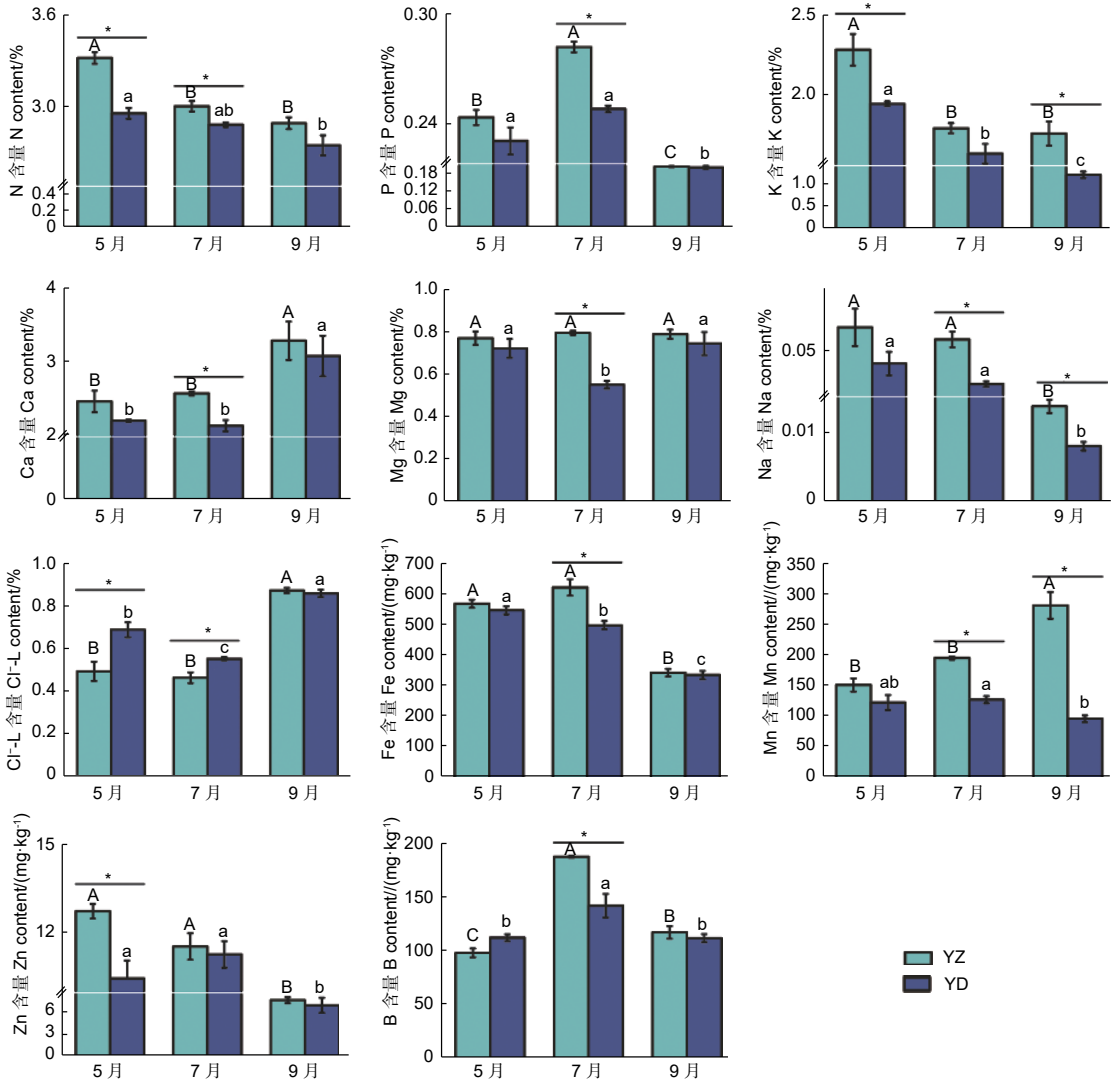 N 含量 N content/%
3.6
3.0
0.4
0.2
0
*
A
a
*
B
ab
B
b
5 月
7 月
9 月
P 含量 P content/%
0.30
0.24
0.18
0.12
0.06
0
B
a
*
A
a
C
b
5 月
7 月
9 月
K 含量 K content/%
2.5
2.0
1.0
0.5
0
*
A
a
B
b
*
B
c
5 月
7 月
9 月
Ca 含量 Ca content/%
4
3
2
0
B
b
*
B
b
A
a
5 月
7 月
9 月
Mg 含量 Mg content/%
1.0
0.8
0.6
0.4
0.2
0
A
a
*
A
b
A
a
5 月
7 月
9 月
Na 含量 Na content/%
0.05
0.01
0
A
a
*
A
a
*
B
b
5 月
7 月
9 月
Cl⁻-L 含量 Cl⁻-L content/%
1.0
0.8
0.6
0.4
0.2
0
*
B
b
*
B
c
A
a
5 月
7 月
9 月
Fe 含量 Fe content/(mg·kg⁻¹)
700
600
500
400
300
200
100
0
A
a
*
A
b
B
c
5 月
7 月
9 月
Mn 含量 Mn content//(mg·kg⁻¹)
350
300
250
200
150
100
50
0
B
ab
*
B
a
*
A
b
5 月
7 月
9 月
Zn 含量 Zn content/(mg·kg⁻¹)
15
12
6
3
0
*
A
a
A
a
B
b
5 月
7 月
9 月
B 含量 B content//(mg·kg⁻¹)
200
150
100
50
0
C
b
*
A
a
B
b
5 月
7 月
9 月
YZ
YD